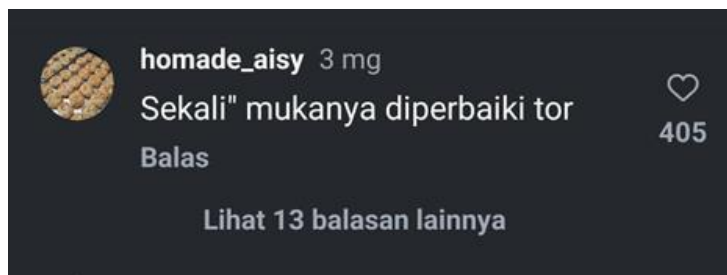 homade_aisy 3 mg
Sekali" mukanya diperbaiki tor
405
Balas
Lihat 13 balasan lainnya